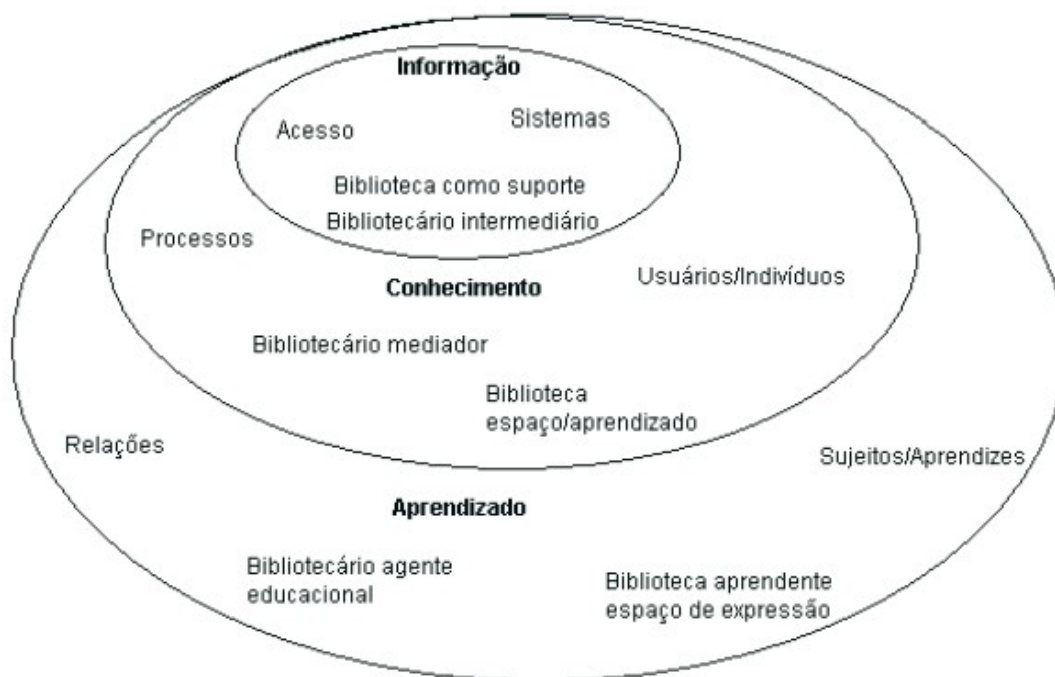 Informação
Acesso
Sistemas
Biblioteca como suporte
Bibliotecário intermediário
Processos
Usuários/Indivíduos
Conhecimento
Bibliotecário mediador
Biblioteca
espaço/aprendizado
Relações
Sujeitos/Aprendizes
Aprendizado
Bibliotecário agente
educacional
Biblioteca aprendente
espaço de expressão